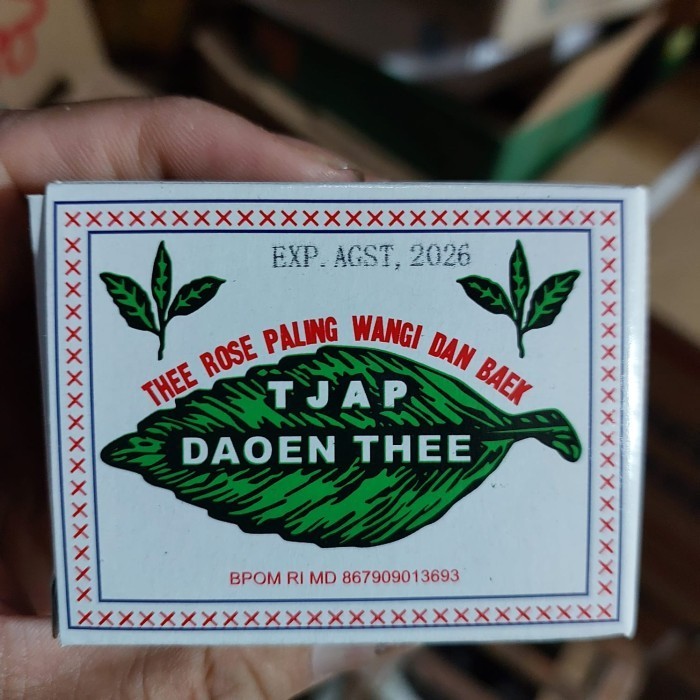 EXP. AGST, 2026
THEE ROSE PALING WANGI DAN BAEK
TJAP
DAOEN THEE
BPOM RI MD 867909013693